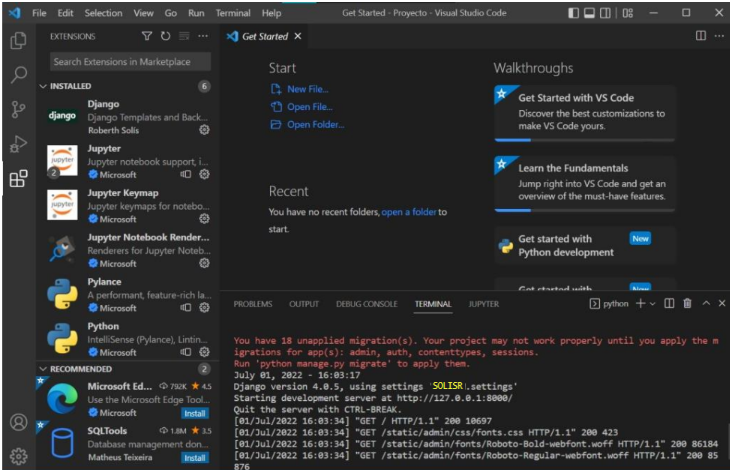 File Edit Selection View Go Run Terminal Help
Get Started - Proyecto - Visual Studio Code
EXTENSIONS
Search Extensions in Marketplace
INSTALLED 6
django
Django
Django Templates and Back...
Roberth Solís
jupyter
2
Jupyter
Jupyter notebook support, i...
Microsoft
jupyter
Jupyter Keymap
Jupyter keymaps for notebo...
Microsoft
Jupyter Notebook Render...
Renderers for Jupyter Noteb...
Microsoft
Pylance
A performant, feature-rich la...
Microsoft
Python
IntelliSense (Pylance), Lintin...
Microsoft
RECOMMENDED 2
Microsoft Ed... 792K 4.5
Use the Microsoft Edge Tool...
Microsoft Install
SQLTools 1.8M 3.5
Database management don...
Matheus Teixeira Install
Get Started
Start
New File...
Open File...
Open Folder...
Recent
You have no recent folders, open a folder to
start.
Walkthroughs
Get Started with VS Code
Discover the best customizations to
make VS Code yours.
Learn the Fundamentals
Jump right into VS Code and get an
overview of the must-have features.
Get started with New
Python development
Get started with
PROBLEMS OUTPUT DEBUG CONSOLE TERMINAL JUPYTER python
You have 18 unapplied migration(s). Your project may not work properly until you apply the m
igrations for app(s): admin, auth, contenttypes, sessions.
Run 'python manage.py migrate' to apply them.
July 01, 2022 - 16:03:17
Django version 4.0.5, using settings 'SOLISR.settings'
Starting development server at http://127.0.0.1:8000/
Quit the server with CTRL-BREAK.
[01/Jul/2022 16:03:34] "GET / HTTP/1.1" 200 10697
[01/Jul/2022 16:03:34] "GET /static/admin/css/fonts.css HTTP/1.1" 200 423
[01/Jul/2022 16:03:34] "GET /static/admin/fonts/Roboto-Bold-webfont.woff HTTP/1.1" 200 86184
[01/Jul/2022 16:03:34] "GET /static/admin/fonts/Roboto-Regular-webfont.woff HTTP/1.1" 200 85
876